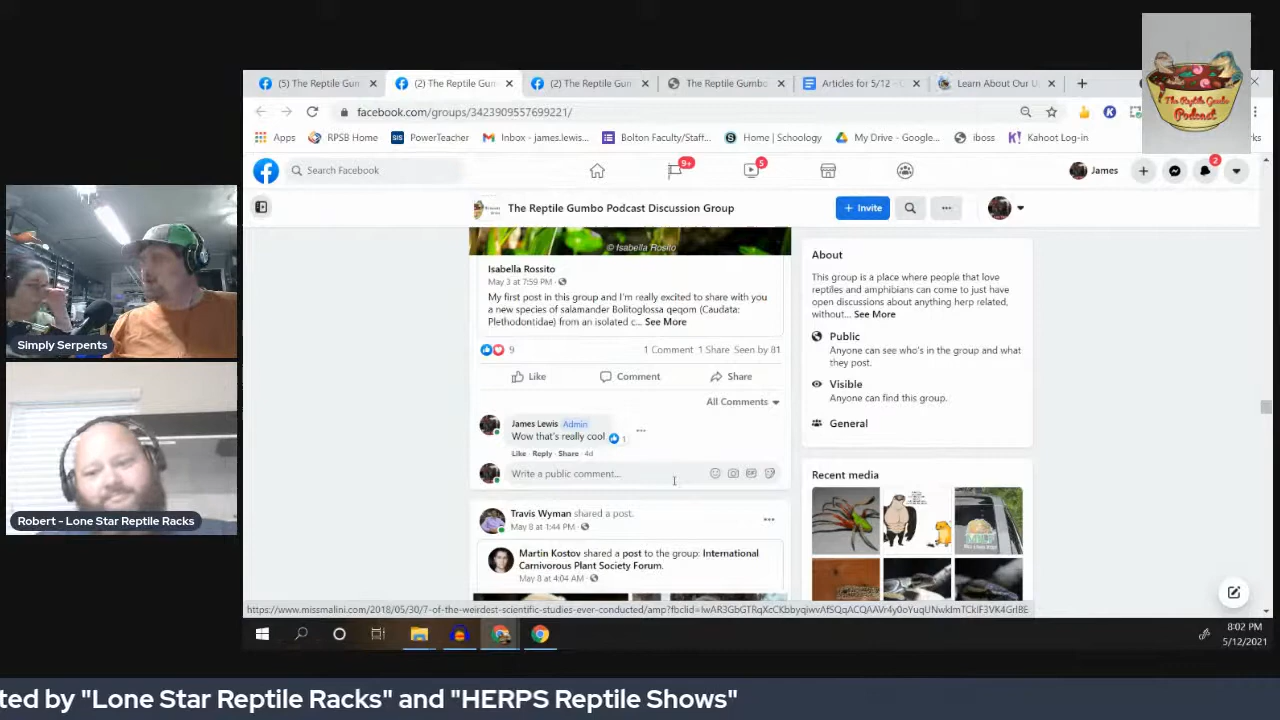 The Reptile Gumbo
Podcast
(5) The Reptile Gum
(2) The Reptile Gum
(2) The Reptile Gum
The Reptile Gumbo
Articles for 5/12 -
Learn About Our U
facebook.com/groups/3423909557699221/
Apps
RPSB Home
SIS
PowerTeacher
Inbox - james.lewis...
Bolton Faculty/Staff...
Home | Schoology
My Drive - Google...
iboss
Kahoot Log-in
Search Facebook
9+
5
James
2
The Reptile Gumbo Podcast Discussion Group
+ Invite
© Isabella Rosito
Isabella Rossito
May 3 at 7:59 PM ·
My first post in this group and I'm really excited to share with you
a new species of salamander Bolitoglossa qeqom (Caudata:
Plethodontidae) from an isolated c... See More
9
1 Comment 1 Share Seen by 81
Like
Comment
Share
All Comments
James Lewis Admin
Wow that's really cool
1
Like · Reply · Share · 4d
Write a public comment...
Travis Wyman shared a post.
May 8 at 1:44 PM ·
Martin Kostov shared a post to the group: International
Carnivorous Plant Society Forum.
May 8 at 4:04 AM ·
About
This group is a place where people that love
reptiles and amphibians can come to just have
open discussions about anything herp related,
without... See More
Public
Anyone can see who's in the group and what
they post.
Visible
Anyone can find this group.
General
Recent media
Simply Serpents
Robert - Lone Star Reptile Racks
8:02 PM
5/12/2021
ted by "Lone Star Reptile Racks" and "HERPS Reptile Shows"